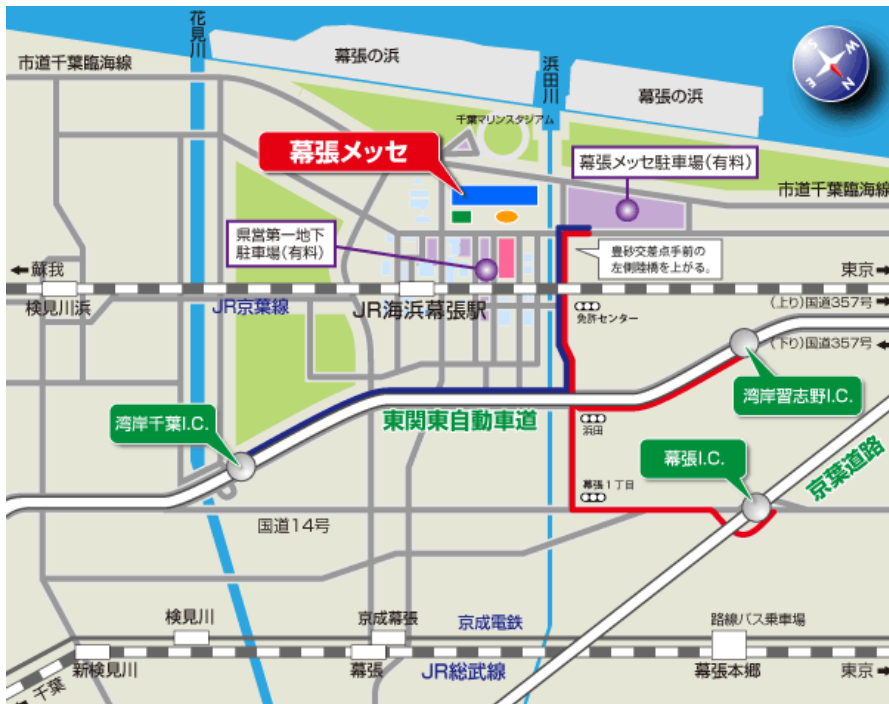 花見川
幕張の浜
浜田川
幕張の浜
S
W
E
N
市道千葉臨海線
千葉マリンスタジアム
幕張メッセ
幕張メッセ駐車場(有料)
市道千葉臨海線
県営第一地下
駐車場(有料)
豊砂交差点手前の
左側陸橋を上がる。
←蘇我
東京→
検見川浜
JR京葉線
JR海浜幕張駅
免許センター
(上り)国道357号→
(下り)国道357号←
湾岸習志野I.C.
湾岸千葉I.C.
東関東自動車道
浜田
幕張I.C.
京葉道路
幕張1丁目
国道14号
検見川
京成幕張
京成電鉄
路線バス乗車場
新検見川
幕張
JR総武線
幕張本郷
東京→
←千葉